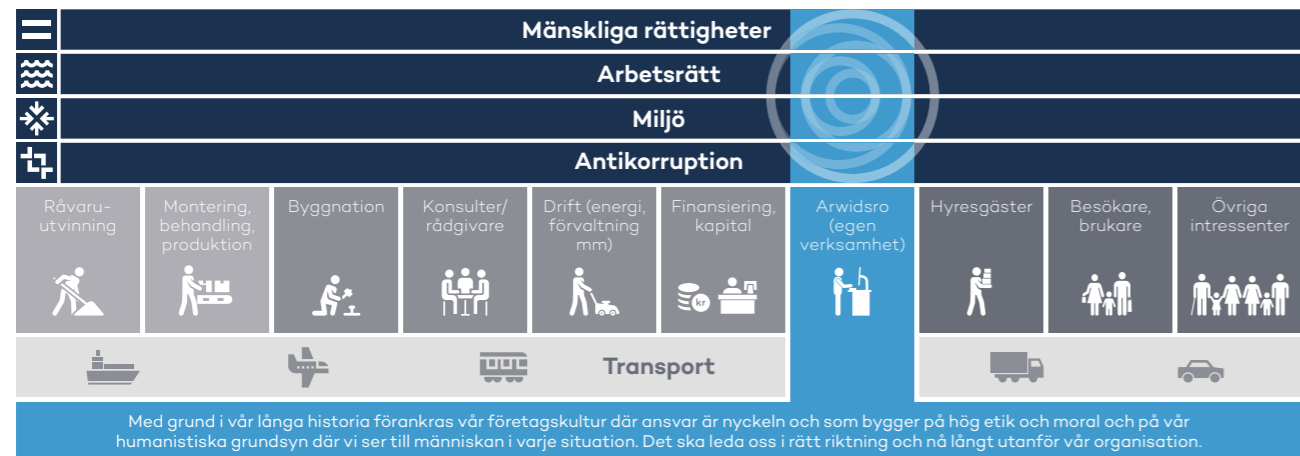 Mänskliga rättigheter
Arbetsrätt
Miljö
Antikorruption
Råvaru-
utvinning
Montering,
behandling,
produktion
Byggnation
Konsulter/
rådgivare
Drift (energi,
förvaltning
mm)
Finansiering,
kapital
Arwidsro
(egen
verksamhet)
Hyresgäster
Besökare,
brukare
Övriga
intressenter
kr
Transport
Med grund i vår långa historia förankras vår företagskultur där ansvar är nyckeln och som bygger på hög etik och moral och på vår
humanistiska grundsyn där vi ser till människan i varje situation. Det ska leda oss i rätt riktning och nå långt utanför vår organisation.